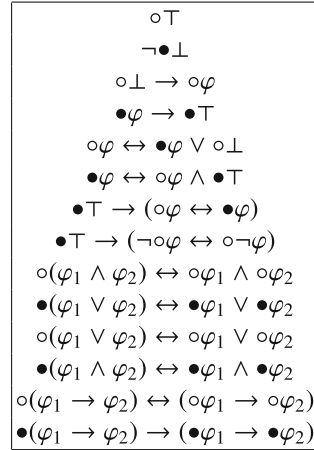 ○⊤
¬●⊥
○⊥ → ○φ
●φ → ●⊤
○φ ↔ ●φ ∨ ○⊥
●φ ↔ ○φ ∧ ●⊤
●⊤ → (○φ ↔ ●φ)
●⊤ → (¬○φ ↔ ○¬φ)
○(φ₁ ∧ φ₂) ↔ ○φ₁ ∧ ○φ₂
●(φ₁ ∨ φ₂) ↔ ●φ₁ ∨ ●φ₂
○(φ₁ ∨ φ₂) ↔ ○φ₁ ∨ ○φ₂
●(φ₁ ∧ φ₂) ↔ ●φ₁ ∧ ●φ₂
○(φ₁ → φ₂) ↔ (○φ₁ → ○φ₂)
●(φ₁ → φ₂) → (●φ₁ → ●φ₂)